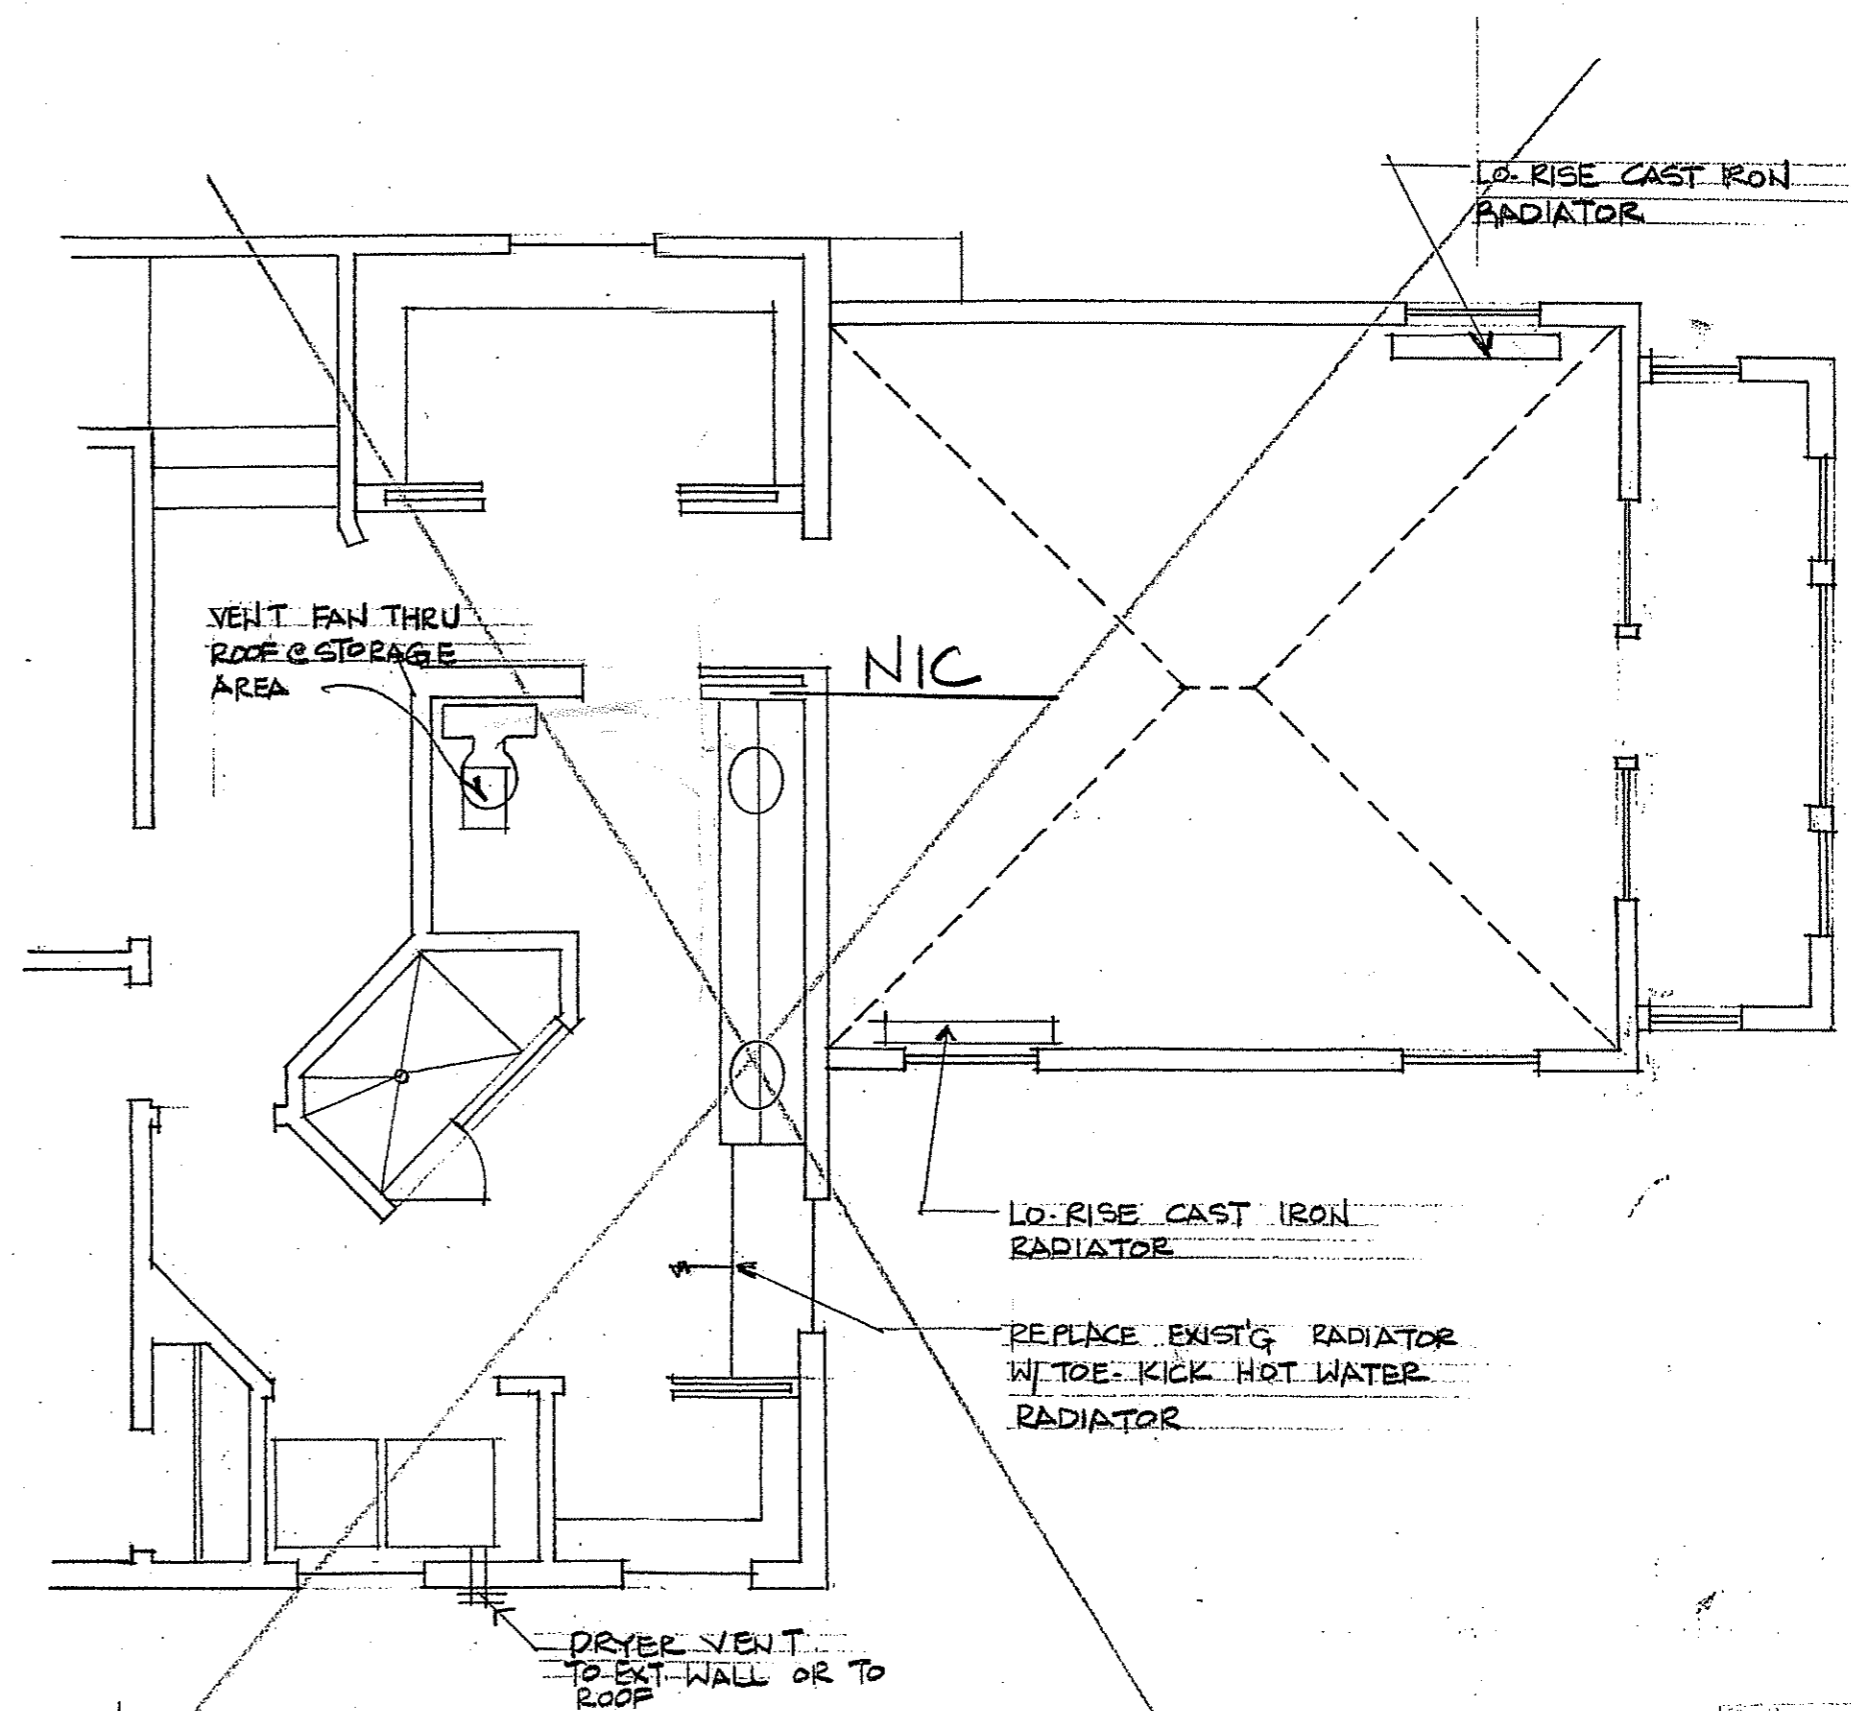 LO-RISE CAST IRON
RADIATOR
VENT FAN THRU
ROOF @ STORAGE
AREA
NIC
LO-RISE CAST IRON
RADIATOR
REPLACE EXIST'G RADIATOR
W/ TOE-KICK HOT WATER
RADIATOR
DRYER VENT
TO EXT. WALL OR TO
ROOF